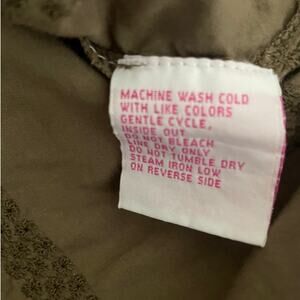 MACHINE WASH COLD
WITH LIKE COLORS
GENTLE CYCLE,
INSIDE OUT
DO NOT BLEACH
LINE DRY ONLY
DO NOT TUMBLE DRY
STEAM IRON LOW
ON REVERSE SIDE